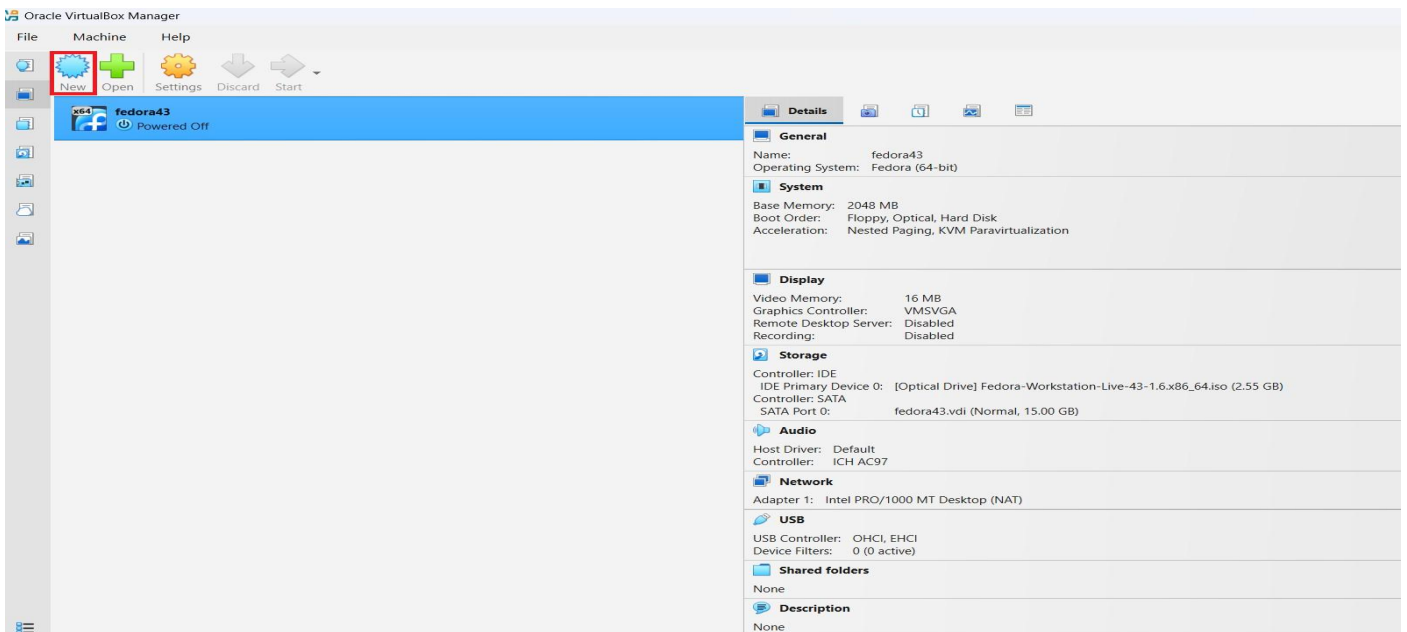 Oracle VirtualBox Manager
File Machine Help
New Open Settings Discard Start
x64 fedora43
Powered Off
Details
General
Name: fedora43
Operating System: Fedora (64-bit)
System
Base Memory: 2048 MB
Boot Order: Floppy, Optical, Hard Disk
Acceleration: Nested Paging, KVM Paravirtualization
Display
Video Memory: 16 MB
Graphics Controller: VMSVGA
Remote Desktop Server: Disabled
Recording: Disabled
Storage
Controller: IDE
IDE Primary Device 0: [Optical Drive] Fedora-Workstation-Live-43-1.6.x86_64.iso (2.55 GB)
Controller: SATA
SATA Port 0: fedora43.vdi (Normal, 15.00 GB)
Audio
Host Driver: Default
Controller: ICH AC97
Network
Adapter 1: Intel PRO/1000 MT Desktop (NAT)
USB
USB Controller: OHCI, EHCI
Device Filters: 0 (0 active)
Shared folders
None
Description
None